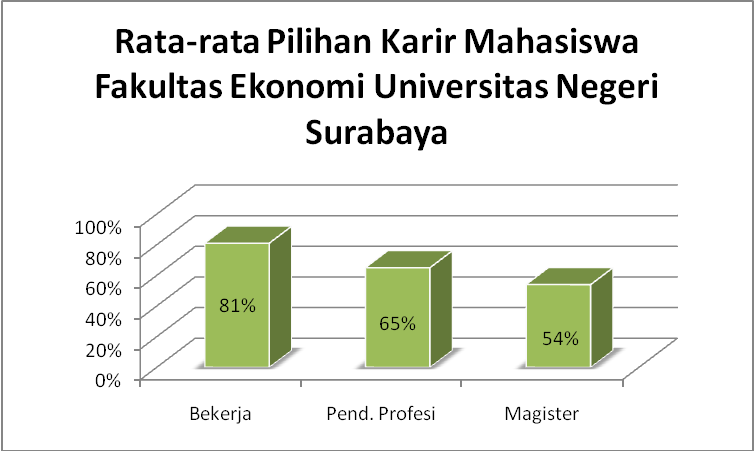 Rata-rata Pilihan Karir Mahasiswa
Fakultas Ekonomi Universitas Negeri
Surabaya
100%
80%
60%
40%
20%
0%
81%
65%
54%
Bekerja
Pend. Profesi
Magister